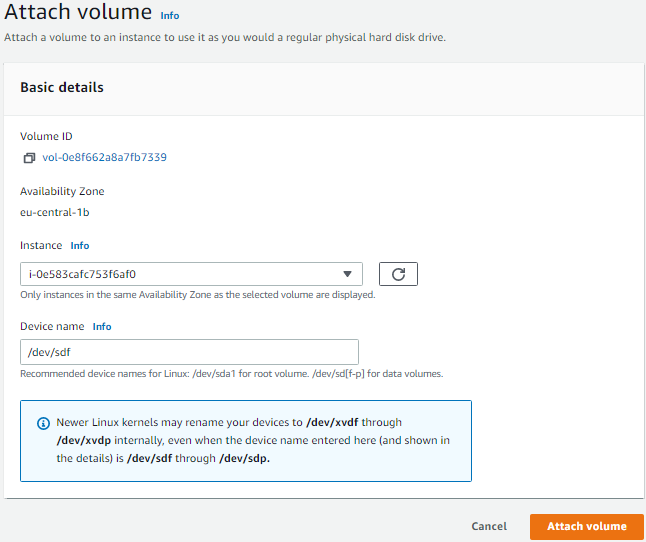 Attach volume Info
Attach a volume to an instance to use it as you would a regular physical hard disk drive.
Basic details
Volume ID
vol-0e8f662a8a7fb7339
Availability Zone
eu-central-1b
Instance Info
i-0e583cafc753f6af0
Only instances in the same Availability Zone as the selected volume are displayed.
Device name Info
/dev/sdf
Recommended device names for Linux: /dev/sda1 for root volume. /dev/sd[f-p] for data volumes.
Newer Linux kernels may rename your devices to /dev/xvdf through
/dev/xvdp internally, even when the device name entered here (and shown in
the details) is /dev/sdf through /dev/sdp.
Cancel
Attach volume